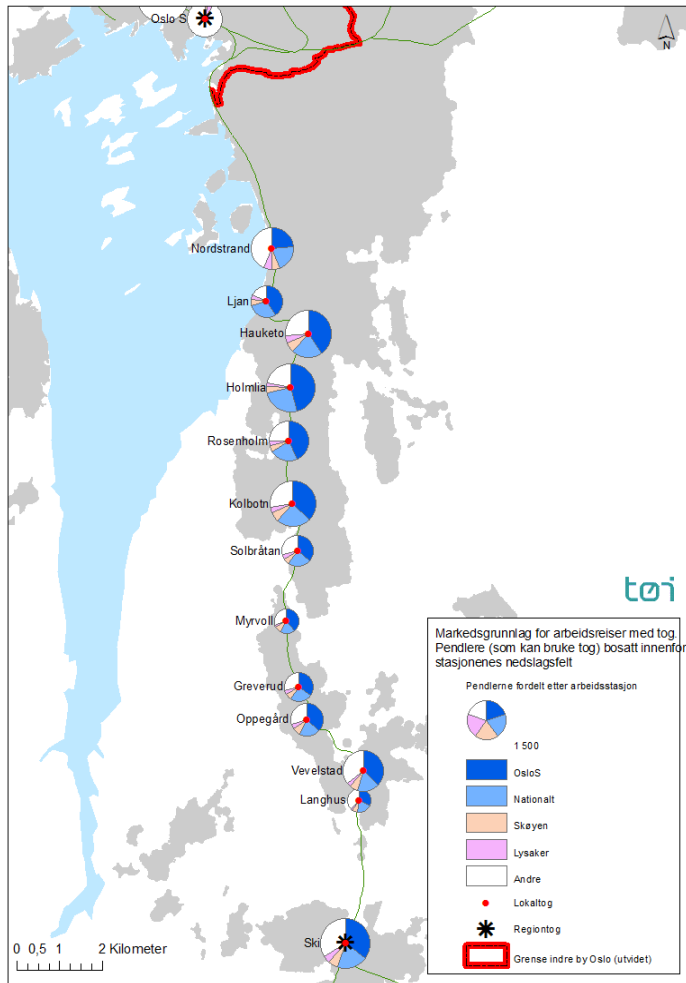 Oslo S
N
Nordstrand
Ljan
Hauketo
Holmlia
Rosenholm
Kolbotn
Solbråtan
Myrvoll
Greverud
Oppegård
Vevelstad
Langhus
Ski
0 0,5 1 2 Kilometer
tøi
Markedsgrunnlag for arbeidsreiser med tog.
Pendlere (som kan bruke tog) bosatt innenfor
stasjonenes nedslagsfelt
Pendlerne fordelt etter arbeidsstasjon
1 500
OsloS
Nationalt
Skøyen
Lysaker
Andre
Lokaltog
Regiontog
Grense indre by Oslo (utvidet)